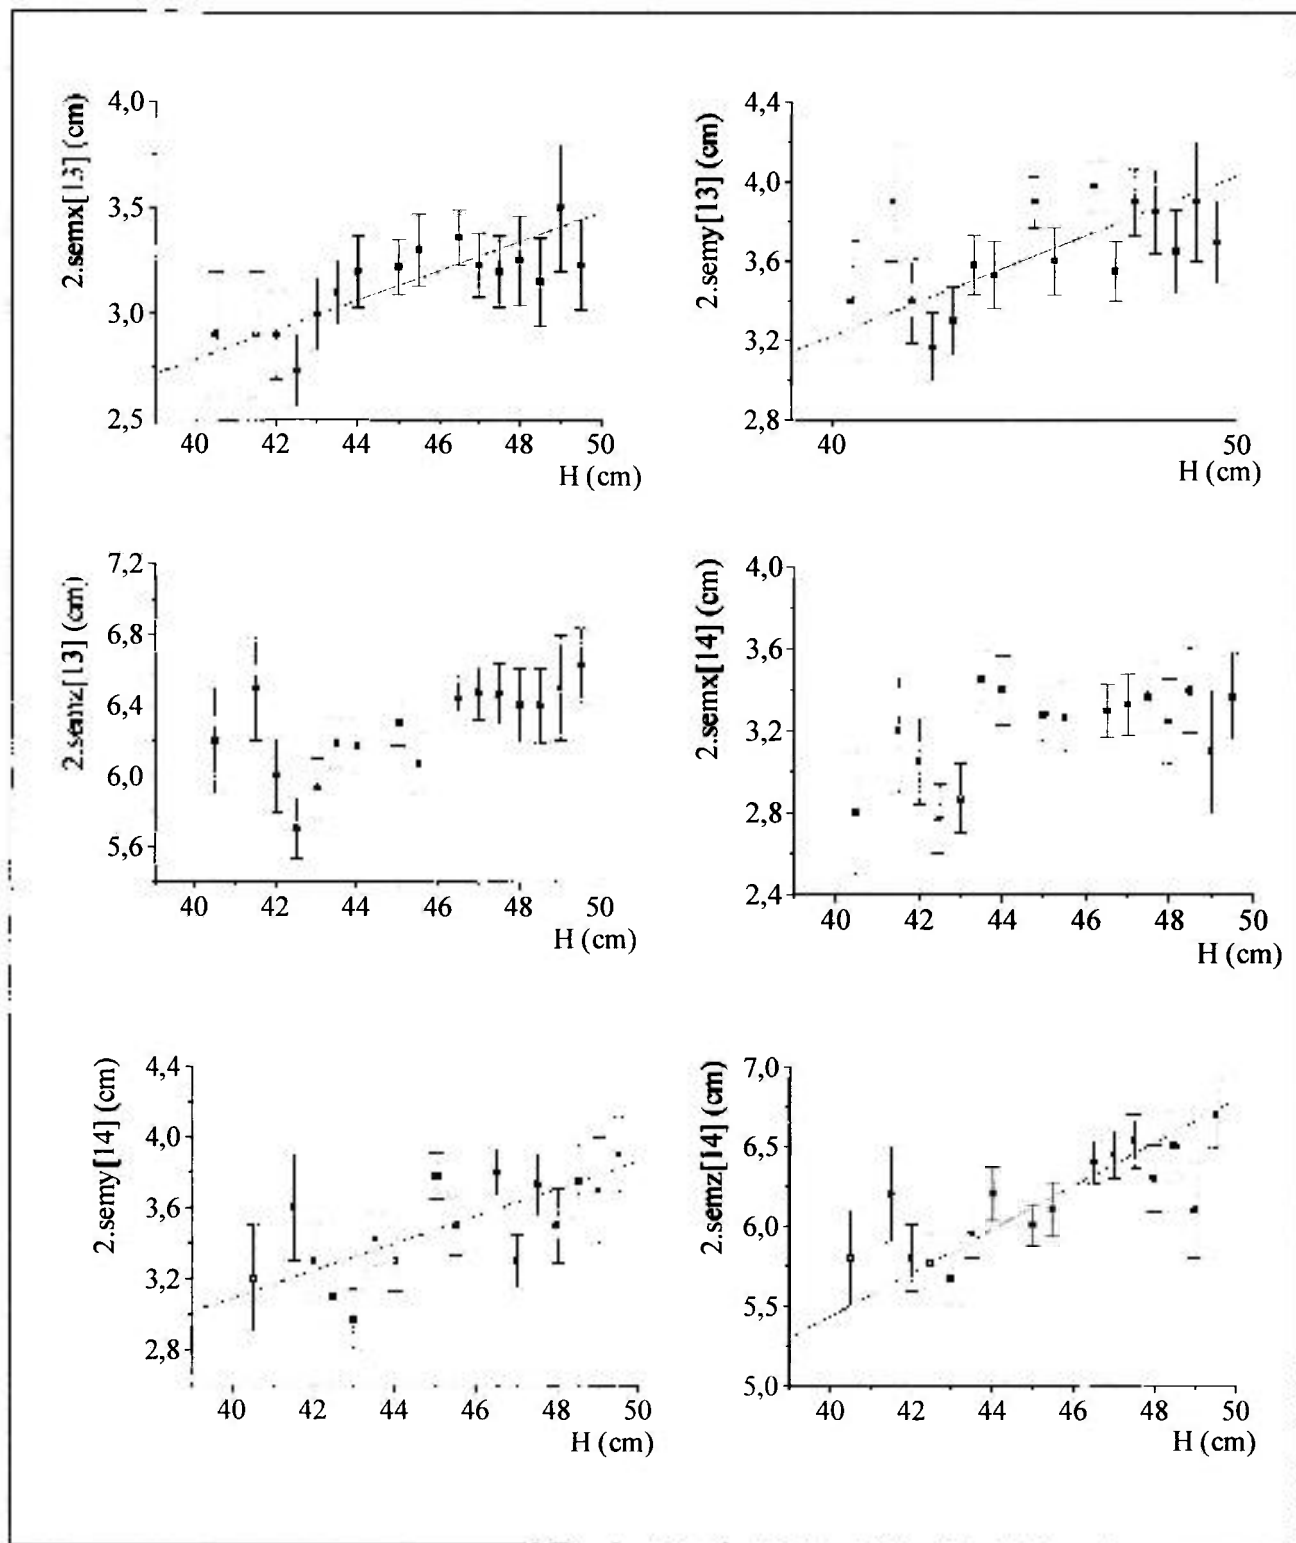 2.semx[13] (cm)
4,0
3,5
3,0
2,5
40 42 44 46 48 50
H (cm)
2.semy[13] (cm)
4,4
4,0
3,6
3,2
2,8
40 50
H (cm)
2.semz[13] (cm)
7,2
6,8
6,4
6,0
5,6
40 42 44 46 48 50
H (cm)
2.semx[14] (cm)
4,0
3,6
3,2
2,8
2,4
40 42 44 46 48 50
H (cm)
2.semy[14] (cm)
4,4
4,0
3,6
3,2
2,8
40 42 44 46 48 50
H (cm)
2.semz[14] (cm)
7,0
6,5
6,0
5,5
5,0
40 42 44 46 48 50
H (cm)